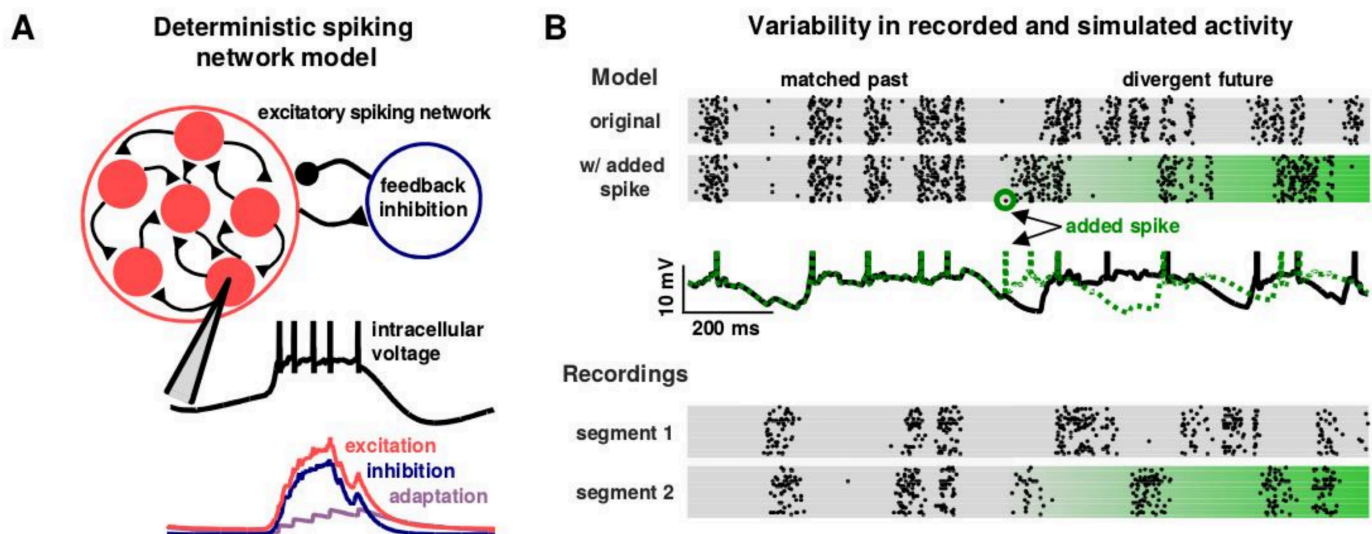 A
Deterministic spiking
network model
excitatory spiking network
feedback
inhibition
intracellular
voltage
excitation
inhibition
adaptation
B
Variability in recorded and simulated activity
Model
matched past
divergent future
original
w/ added
spike
added spike
10 mV
200 ms
Recordings
segment 1
segment 2